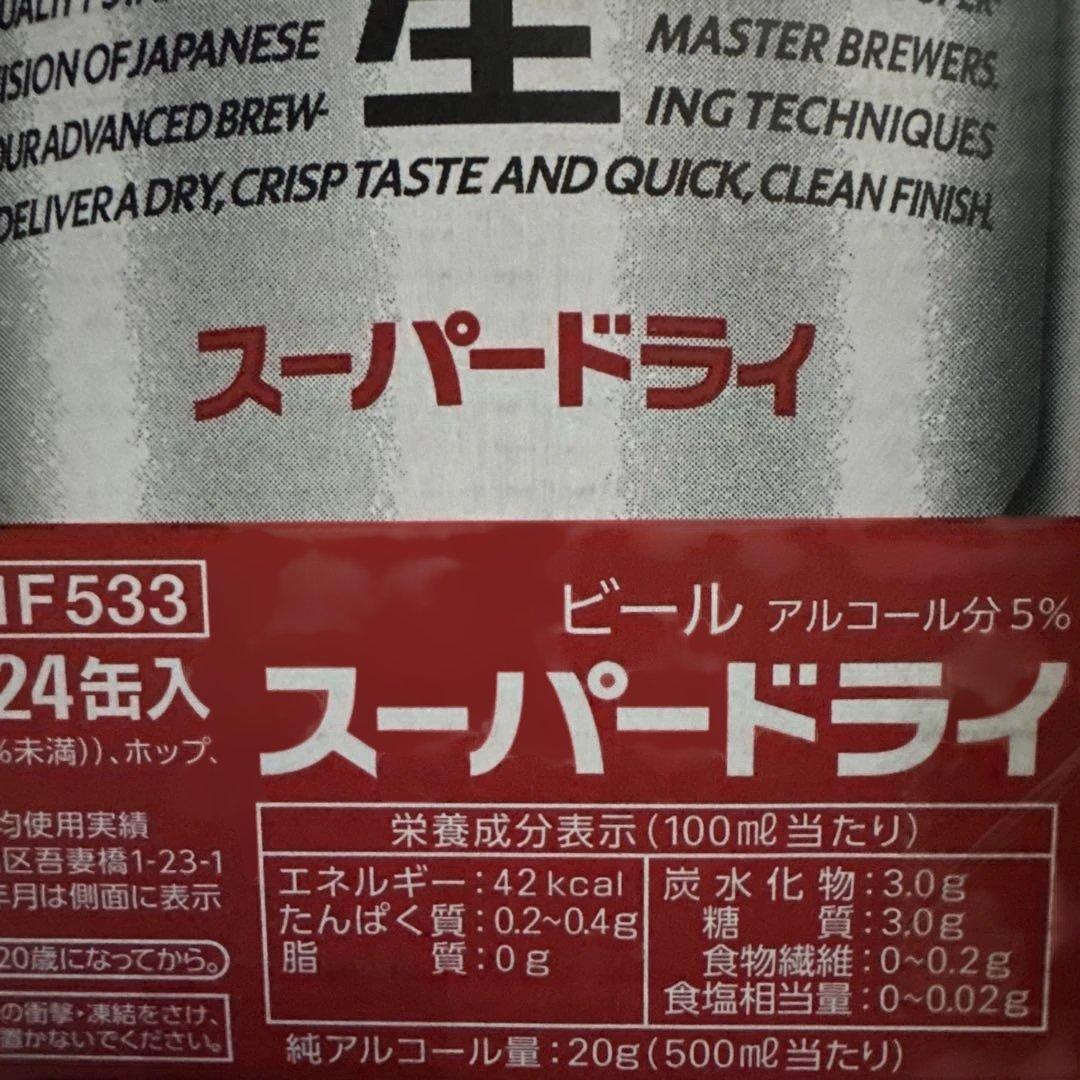 生
ISION OF JAPANESE
MASTER BREWERS.
OUR ADVANCED BREW-
ING TECHNIQUES
DELIVER A DRY, CRISP TASTE AND QUICK, CLEAN FINISH.
スーパードライ
F533
ビール アルコール分5%
24缶入
スーパードライ
%未満))、ホップ、
均使用実績
区吾妻橋1-23-1
年月は側面に表示
20歳になってから。
の衝撃・凍結をさけ、
置かないでください。
栄養成分表示(100ml当たり)
エネルギー:42kcal
たんぱく質:0.2~0.4g
脂質:0g
炭水化物:3.0g
糖質:3.0g
食物繊維:0~0.2g
食塩相当量:0~0.02g
純アルコール量:20g(500ml当たり)